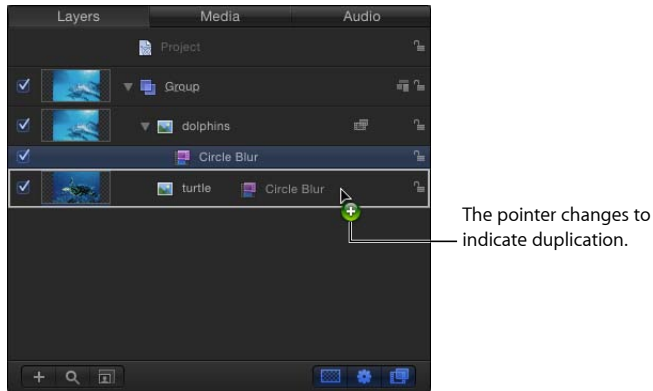 Layers Media Audio
Project
Group
dolphins
Circle Blur
turtle Circle Blur
The pointer changes to
indicate duplication.